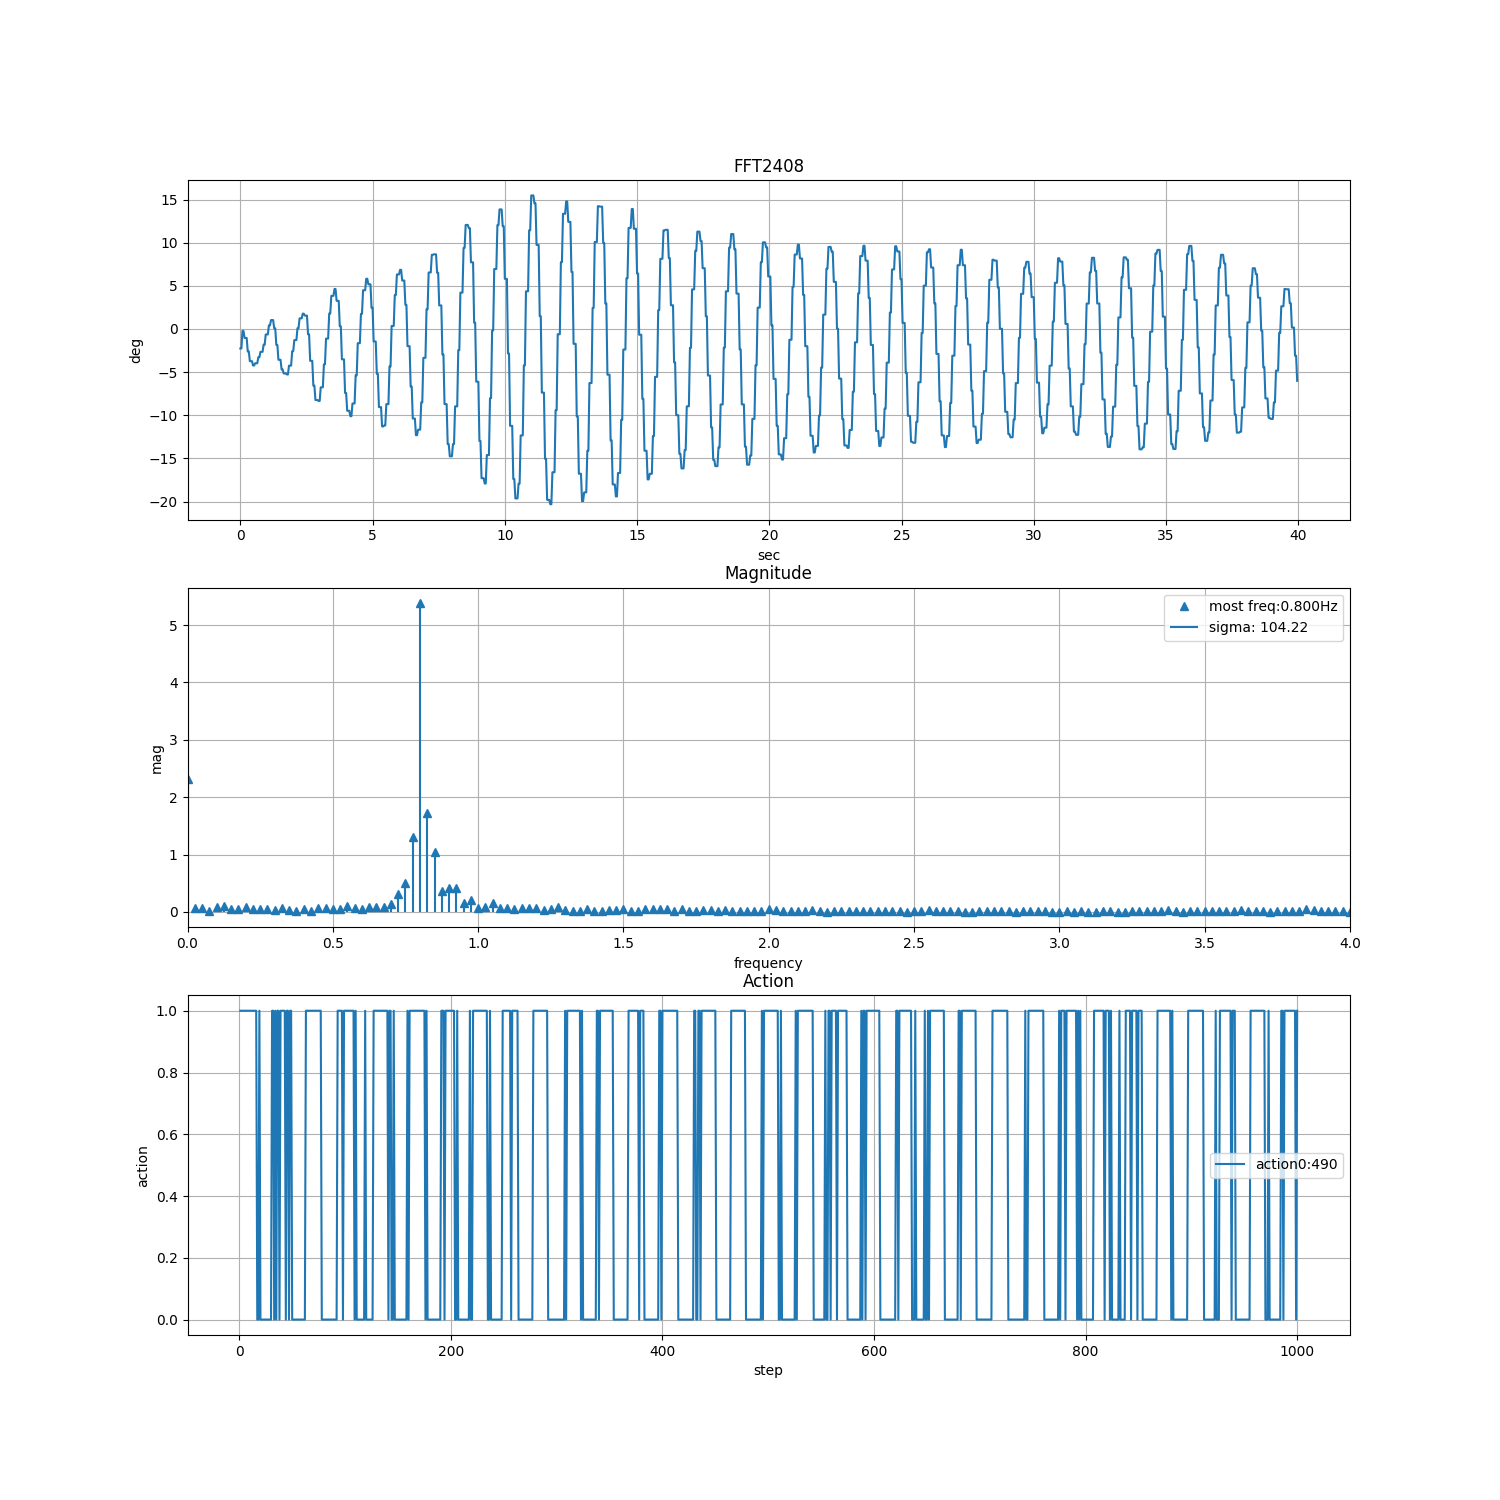 FFT2408
15
10
5
0
−5
−10
−15
−20
deg
0 5 10 15 20 25 30 35 40
sec
Magnitude
most freq:0.800Hz
sigma: 104.22
5
4
3
2
1
0
mag
0.0 0.5 1.0 1.5 2.0 2.5 3.0 3.5 4.0
frequency
Action
1.0
0.8
0.6
0.4
0.2
0.0
action
action0:490
0 200 400 600 800 1000
step